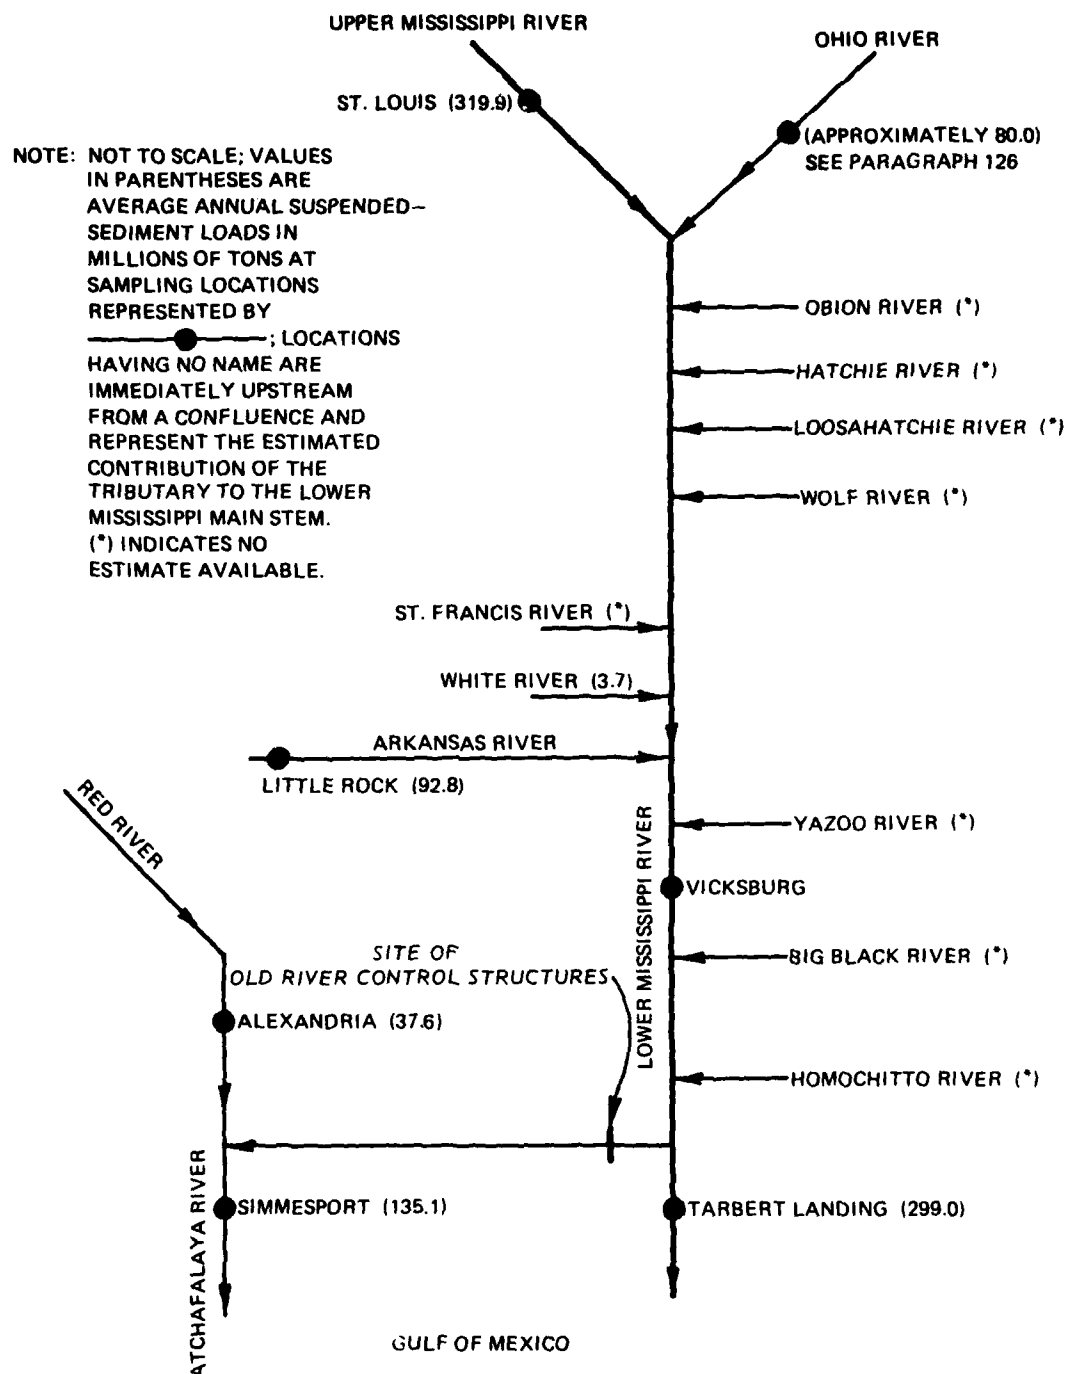 UPPER MISSISSIPPI RIVER
OHIO RIVER
ST. LOUIS (319.9)
(APPROXIMATELY 80.0)
SEE PARAGRAPH 126
NOTE: NOT TO SCALE; VALUES
IN PARENTHESES ARE
AVERAGE ANNUAL SUSPENDED–
SEDIMENT LOADS IN
MILLIONS OF TONS AT
SAMPLING LOCATIONS
REPRESENTED BY
; LOCATIONS
HAVING NO NAME ARE
IMMEDIATELY UPSTREAM
FROM A CONFLUENCE AND
REPRESENT THE ESTIMATED
CONTRIBUTION OF THE
TRIBUTARY TO THE LOWER
MISSISSIPPI MAIN STEM.
(*) INDICATES NO
ESTIMATE AVAILABLE.
OBION RIVER (*)
HATCHIE RIVER (*)
LOOSAHATCHIE RIVER (*)
WOLF RIVER (*)
ST. FRANCIS RIVER (*)
WHITE RIVER (3.7)
ARKANSAS RIVER
LITTLE ROCK (92.8)
RED RIVER
YAZOO RIVER (*)
LOWER MISSISSIPPI RIVER
VICKSBURG
SITE OF
OLD RIVER CONTROL STRUCTURES
BIG BLACK RIVER (*)
ALEXANDRIA (37.6)
HOMOCHITTO RIVER (*)
ATCHAFALAYA RIVER
SIMMESPORT (135.1)
TARBERT LANDING (299.0)
GULF OF MEXICO